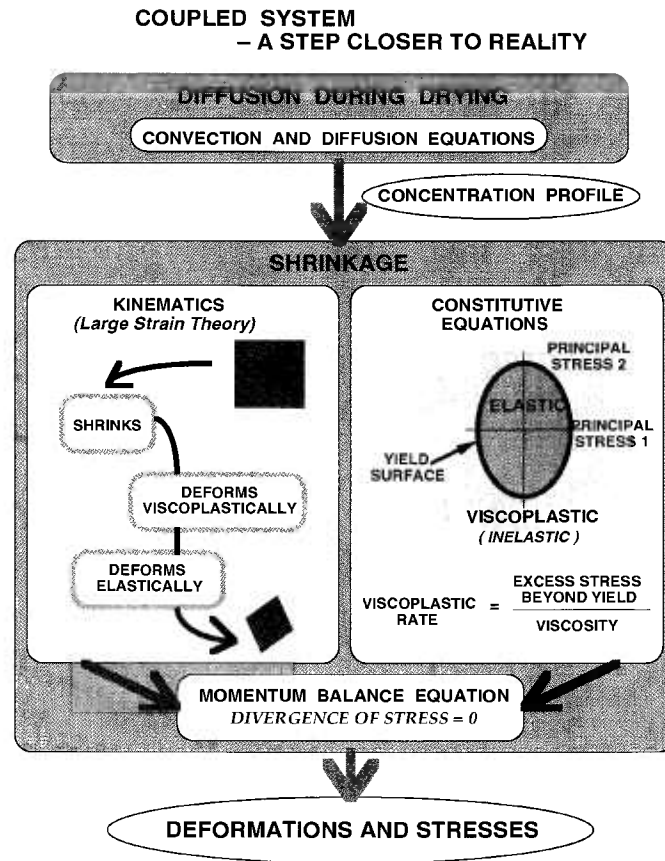 COUPLED SYSTEM
– A STEP CLOSER TO REALITY
DIFFUSION DURING DRYING
CONVECTION AND DIFFUSION EQUATIONS
CONCENTRATION PROFILE
SHRINKAGE
KINEMATICS
(Large Strain Theory)
SHRINKS
DEFORMS
VISCOPLASTICALLY
DEFORMS
ELASTICALLY
CONSTITUTIVE
EQUATIONS
PRINCIPAL
STRESS 2
ELASTIC
PRINCIPAL
STRESS 1
YIELD
SURFACE
VISCOPLASTIC
(INELASTIC)
VISCOPLASTIC
RATE
=
EXCESS STRESS
BEYOND YIELD
VISCOSITY
MOMENTUM BALANCE EQUATION
DIVERGENCE OF STRESS = 0
DEFORMATIONS AND STRESSES